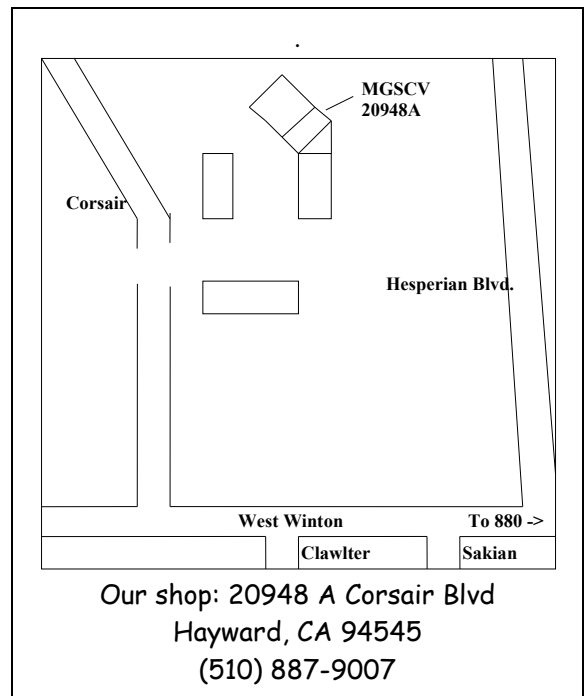 MGSCV
20948A
Corsair
Hesperian Blvd.
West Winton
To 880 ->
Clawlter
Sakian
Our shop: 20948 A Corsair Blvd
Hayward, CA 94545
(510) 887-9007